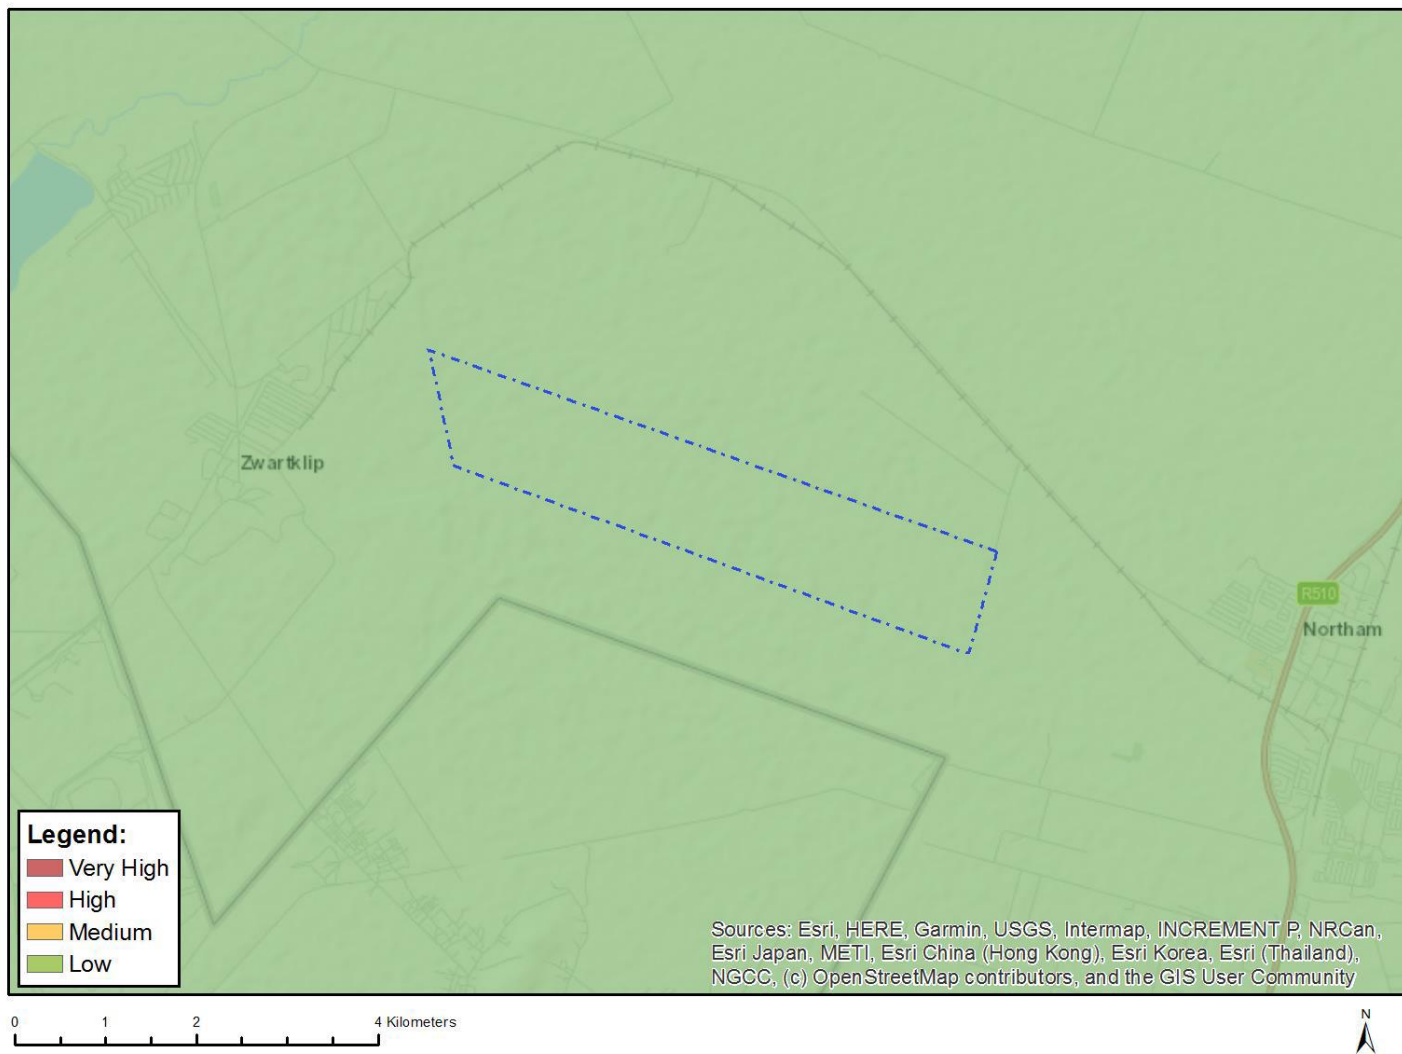 Zwartklip
R510
Northam
Legend:
Very High
High
Medium
Low
Sources: Esri, HERE, Garmin, USGS, Intermap, INCREMENT P, NRCan,
Esri Japan, METI, Esri China (Hong Kong), Esri Korea, Esri (Thailand),
NGCC, (c) OpenStreetMap contributors, and the GIS User Community
0 1 2 4 Kilometers
N